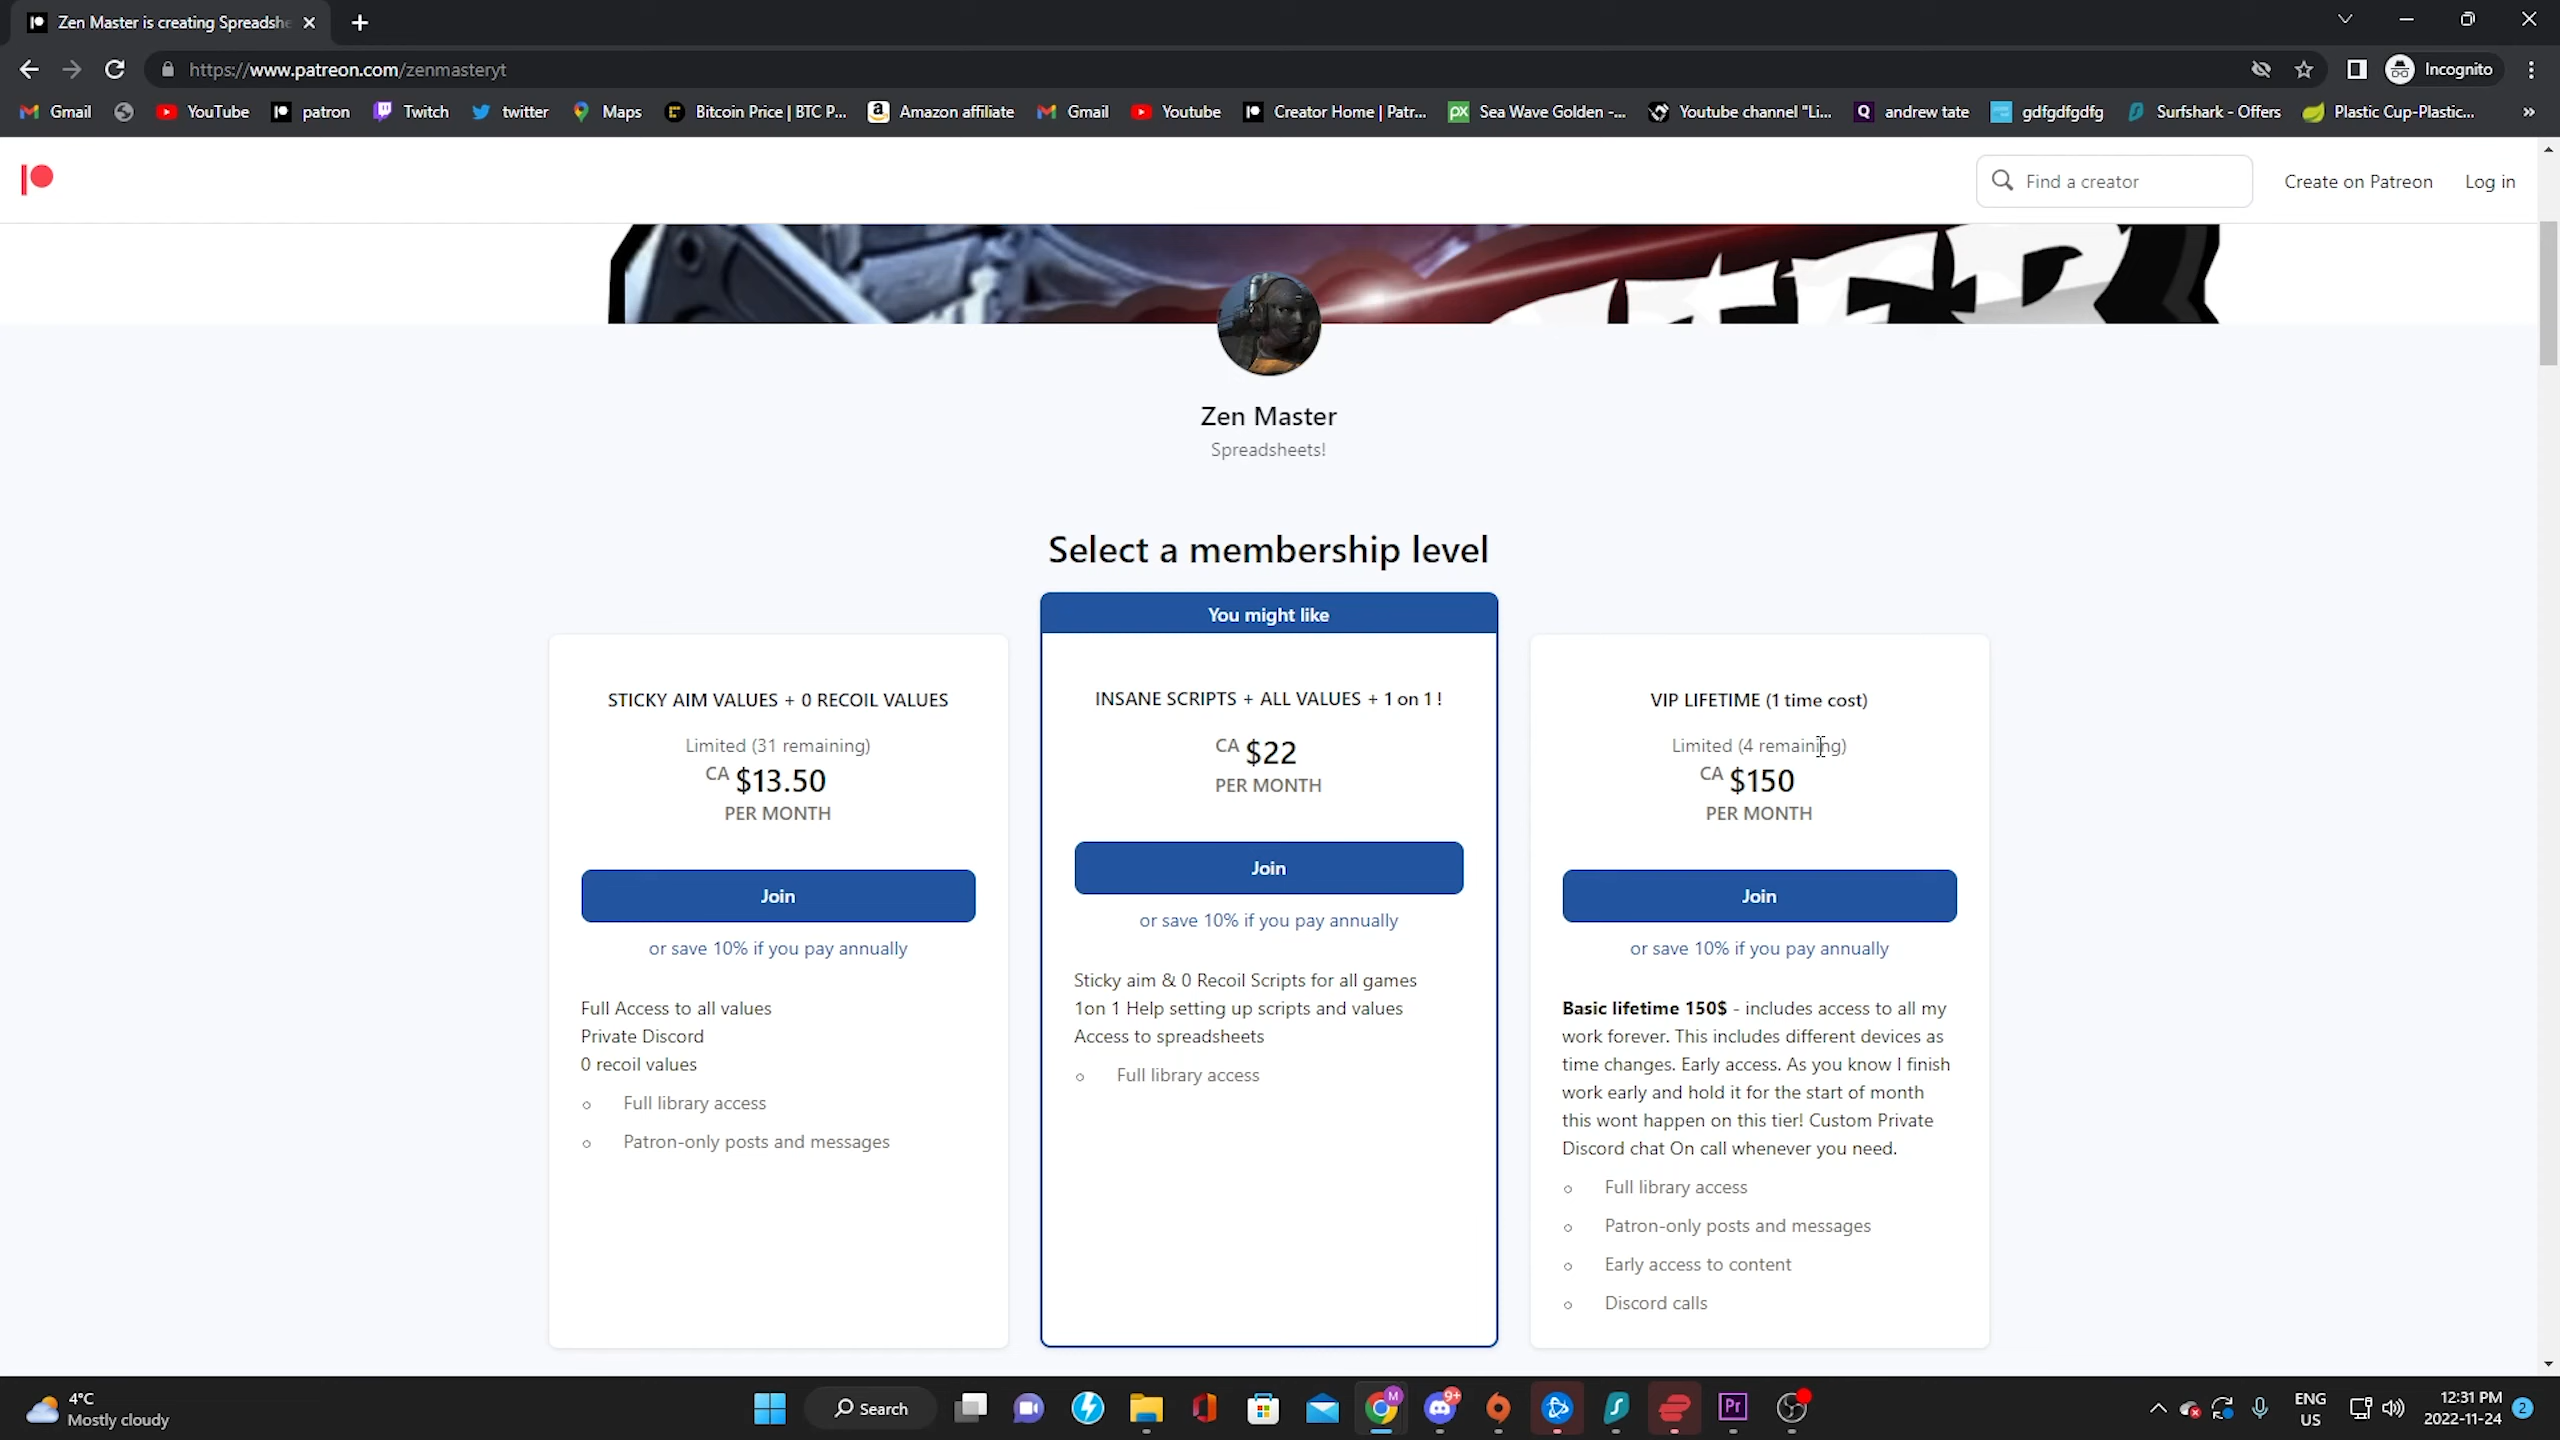 Zen Master is creating Spreadshe
https://www.patreon.com/zenmasteryt
Incognito
Gmail
YouTube
patron
Twitch
twitter
Maps
Bitcoin Price | BTC P...
Amazon affiliate
Gmail
Youtube
Creator Home | Patr...
Sea Wave Golden -...
Youtube channel "Li...
andrew tate
gdfgdfgdfg
Surfshark - Offers
Plastic Cup-Plastic...
Find a creator
Create on Patreon
Log in
Zen Master
Spreadsheets!
Select a membership level
STICKY AIM VALUES + 0 RECOIL VALUES
Limited (31 remaining)
CA $13.50
PER MONTH
Join
or save 10% if you pay annually
Full Access to all values
Private Discord
0 recoil values
Full library access
Patron-only posts and messages
You might like
INSANE SCRIPTS + ALL VALUES + 1 on 1 !
CA $22
PER MONTH
Join
or save 10% if you pay annually
Sticky aim & 0 Recoil Scripts for all games
1on 1 Help setting up scripts and values
Access to spreadsheets
Full library access
VIP LIFETIME (1 time cost)
Limited (4 remaining)
CA $150
PER MONTH
Join
or save 10% if you pay annually
Basic lifetime 150$ - includes access to all my
work forever. This includes different devices as
time changes. Early access. As you know I finish
work early and hold it for the start of month
this wont happen on this tier! Custom Private
Discord chat On call whenever you need.
Full library access
Patron-only posts and messages
Early access to content
Discord calls
4°C
Mostly cloudy
Search
M
9+
Pr
ENG
US
12:31 PM
2022-11-24
2